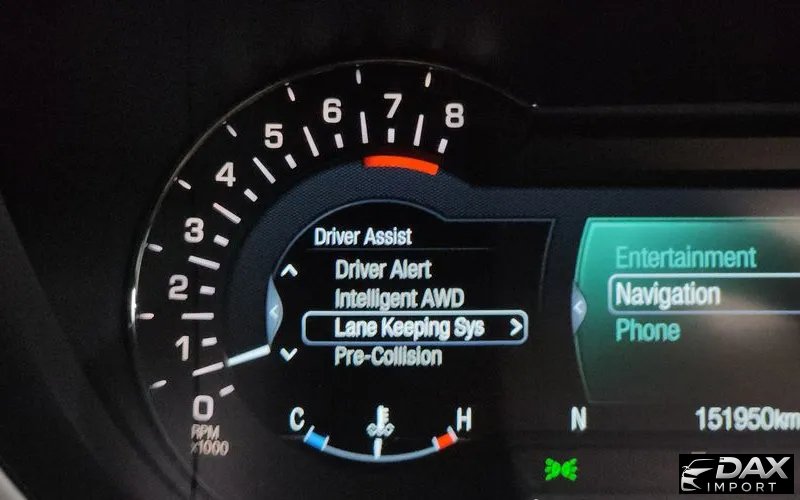 8
7
6
5
4
3
2
1
0
RPM
x1000
Driver Assist
Driver Alert
Intelligent AWD
Lane Keeping Sys
Pre-Collision
C
H
Entertainment
Navigation
Phone
N
151950km
DAX
IMPORT